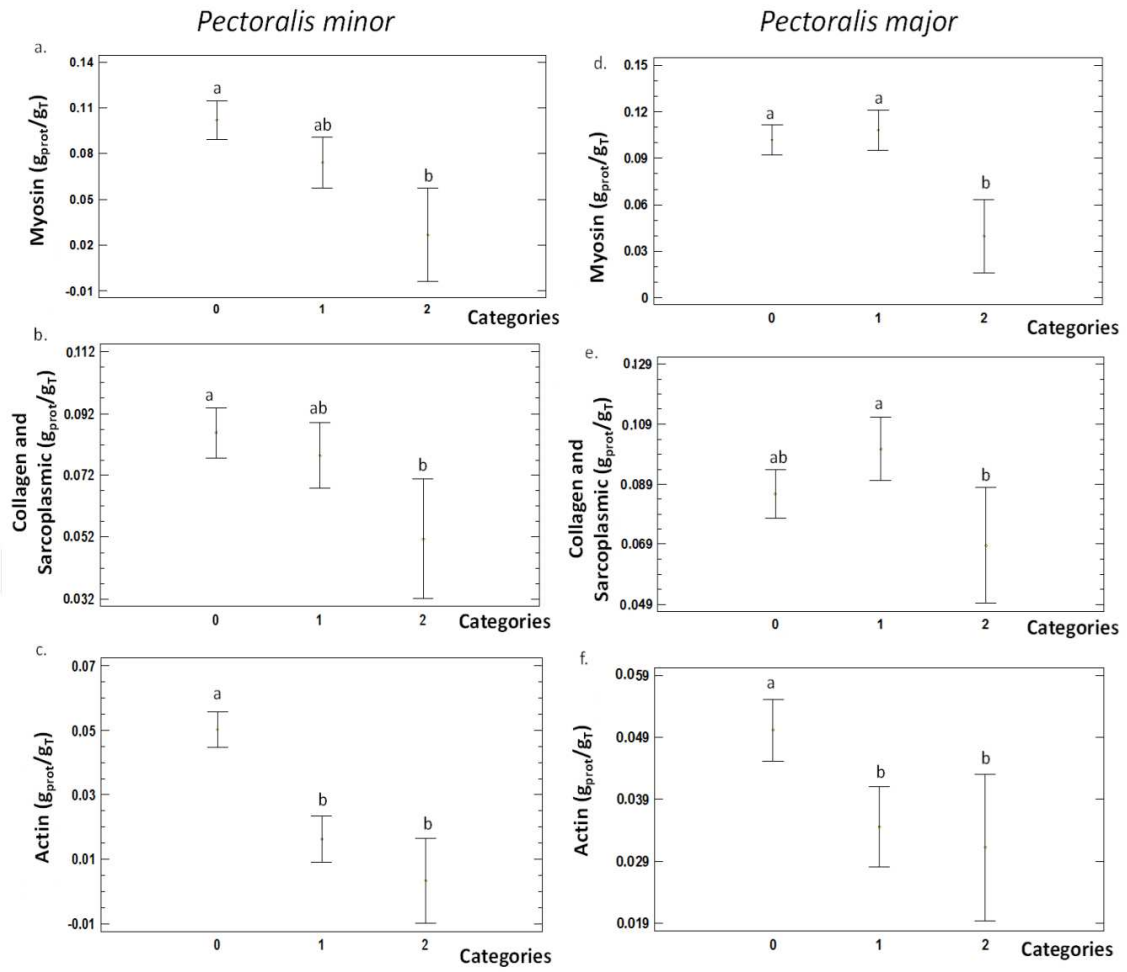 Pectoralis minor
a.
Myosin (gprot/gT)
0.14
0.11
0.08
0.05
0.02
-0.01
a
ab
b
0 1 2
Categories
b.
Collagen and
Sarcoplasmic (gprot/gT)
0.112
0.092
0.072
0.052
0.032
a
ab
b
0 1 2
Categories
c.
Actin (gprot/gT)
0.07
0.05
0.03
0.01
-0.01
a
b
b
0 1 2
Categories
Pectoralis major
d.
Myosin (gprot/gT)
0.15
0.12
0.09
0.06
0.03
0
a
a
b
0 1 2
Categories
e.
Collagen and
Sarcoplasmic (gprot/gT)
0.129
0.109
0.089
0.069
0.049
ab
a
b
0 1 2
Categories
f.
Actin (gprot/gT)
0.059
0.049
0.039
0.029
0.019
a
b
b
0 1 2
Categories